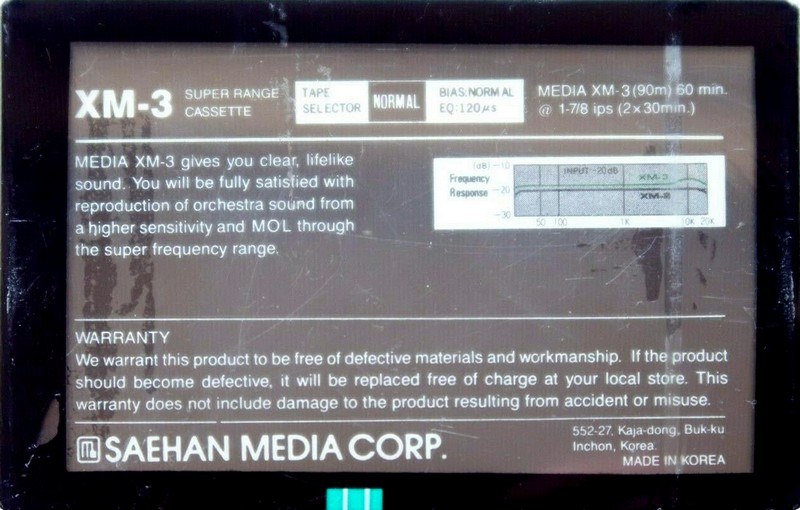 XM-3 SUPER RANGE CASSETTE
TAPE SELECTOR NORMAL BIAS:NORMAL EQ:120μs
MEDIA XM-3(90m) 60 min.
@ 1-7/8 ips (2x30min.)
MEDIA XM-3 gives you clear, lifelike
sound. You will be fully satisfied with
reproduction of orchestra sound from
a higher sensitivity and MOL through
the super frequency range.
Frequency
Response
(dB) -10
-20
-30
INPUT -20dB
50 100 1K 10K 20K
WARRANTY
We warrant this product to be free of defective materials and workmanship. If the product
should become defective, it will be replaced free of charge at your local store. This
warranty does not include damage to the product resulting from accident or misuse.
SAEHAN MEDIA CORP.
552-27, Kaja-dong, Buk-ku
Inchon, Korea.
MADE IN KOREA